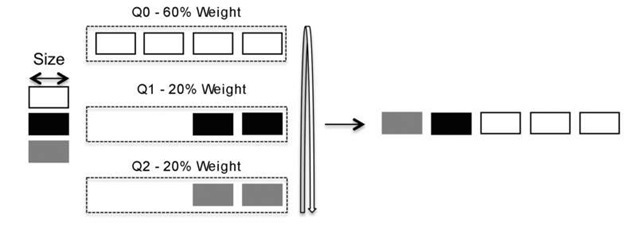 Q0 - 60% Weight
Size
Q1 - 20% Weight
Q2 - 20% Weight